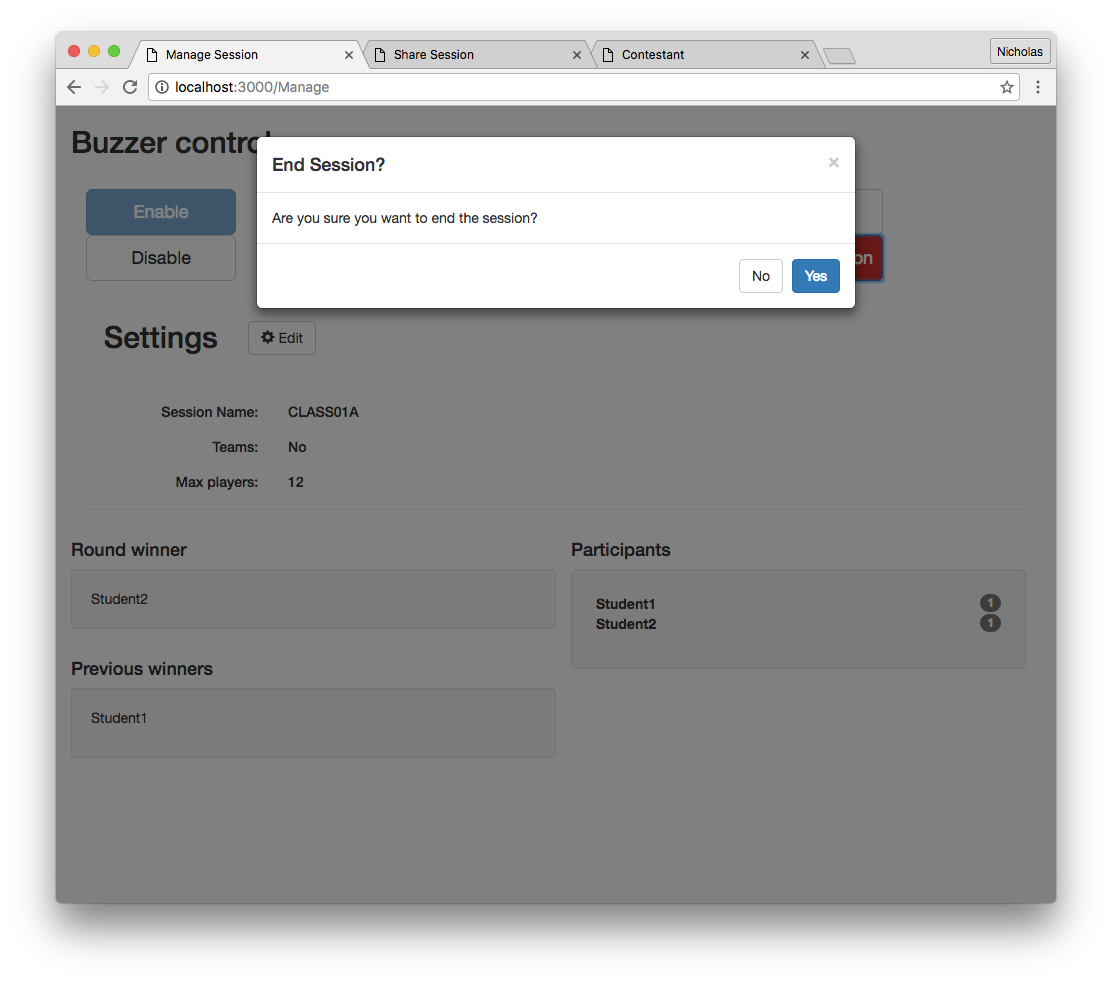 Manage Session
Share Session
Contestant
Nicholas
localhost:3000/Manage
Buzzer control
End Session?
×
Enable
Are you sure you want to end the session?
Disable
No
Yes
Settings
Edit
Session Name: CLASS01A
Teams: No
Max players: 12
Round winner
Student2
Previous winners
Student1
Participants
Student1 1
Student2 1